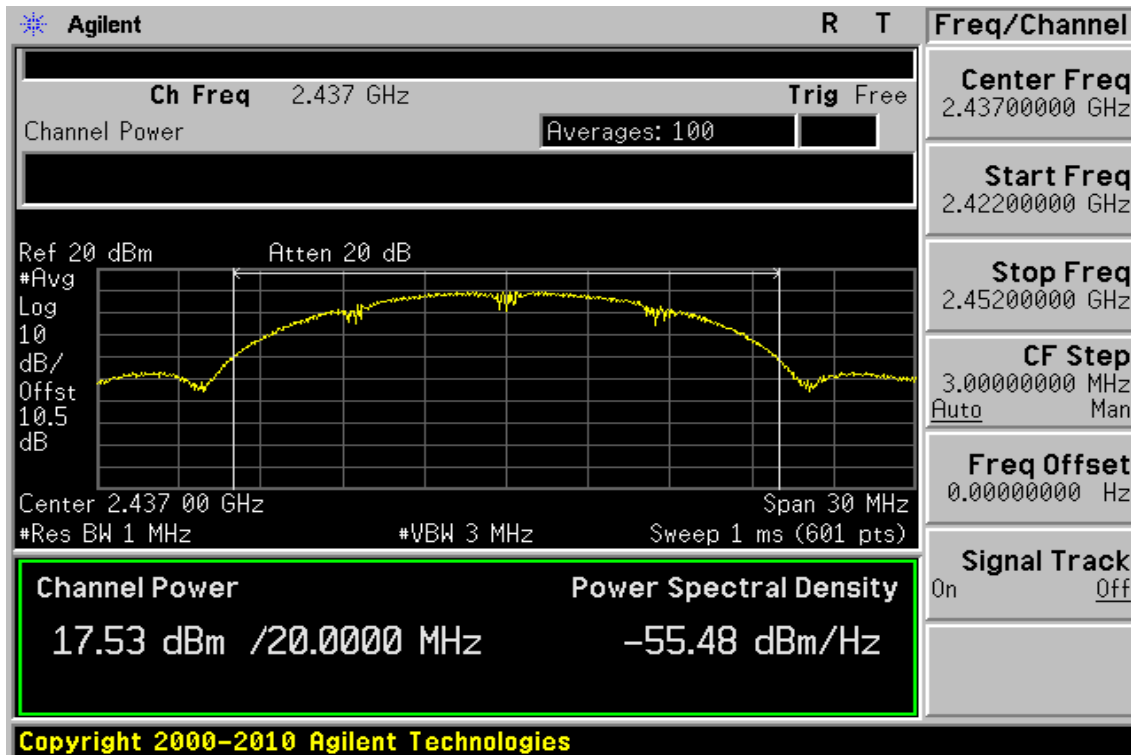 Agilent R T
Ch Freq 2.437 GHz Trig Free
Channel Power Averages: 100
Ref 20 dBm Atten 20 dB
#Avg
Log
10
dB/
Offst
10.5
dB
Center 2.437 00 GHz Span 30 MHz
#Res BW 1 MHz #VBW 3 MHz Sweep 1 ms (601 pts)
Channel Power Power Spectral Density
17.53 dBm /20.0000 MHz -55.48 dBm/Hz
Copyright 2000-2010 Agilent Technologies
Freq/Channel
Center Freq
2.43700000 GHz
Start Freq
2.42200000 GHz
Stop Freq
2.45200000 GHz
CF Step
3.00000000 MHz
Auto Man
Freq Offset
0.00000000 Hz
Signal Track
On Off